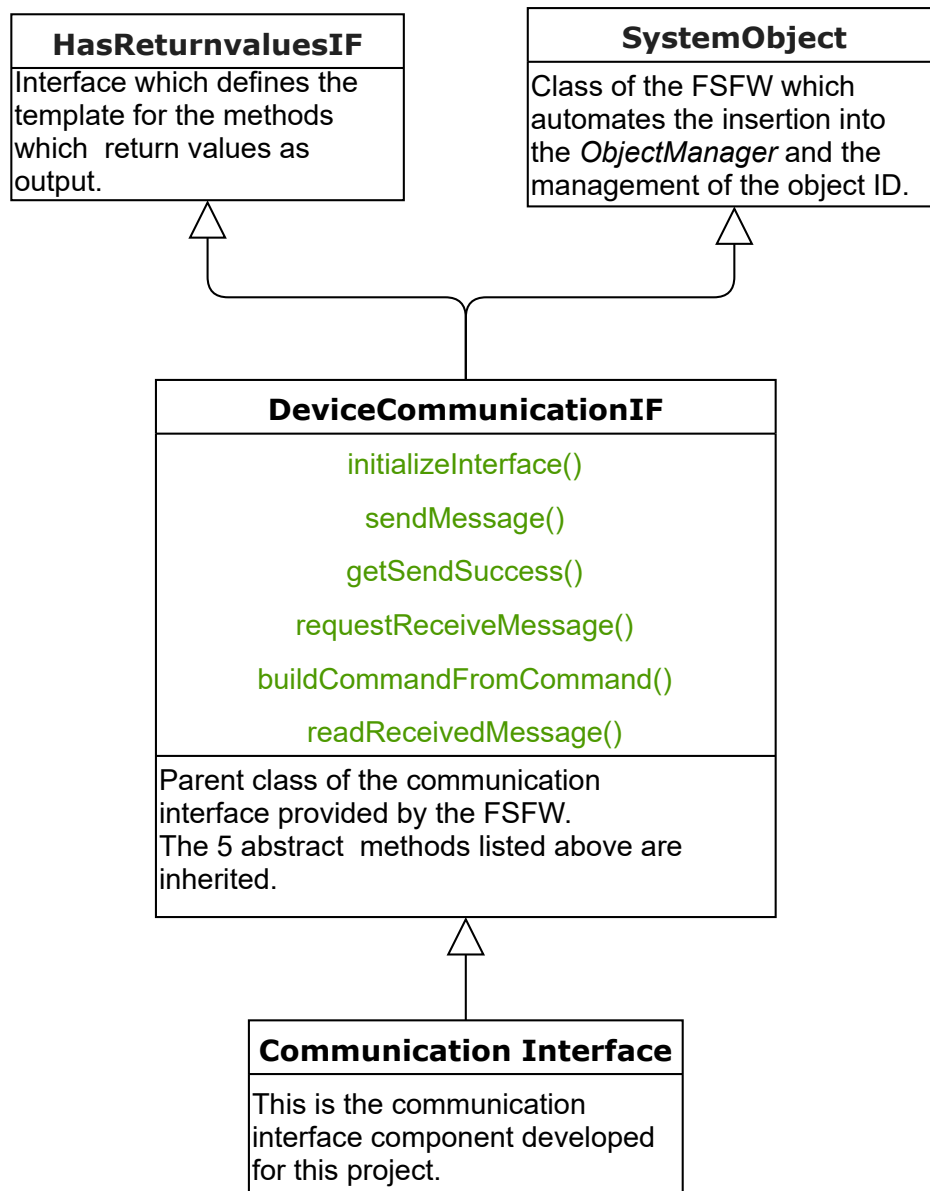 HasReturnvaluesIF
Interface which defines the
template for the methods
which return values as
output.
SystemObject
Class of the FSFW which
automates the insertion into
the ObjectManager and the
management of the object ID.
DeviceCommunicationIF
initializeInterface()
sendMessage()
getSendSuccess()
requestReceiveMessage()
buildCommandFromCommand()
readReceivedMessage()
Parent class of the communication
interface provided by the FSFW.
The 5 abstract methods listed above are
inherited.
Communication Interface
This is the communication
interface component developed
for this project.